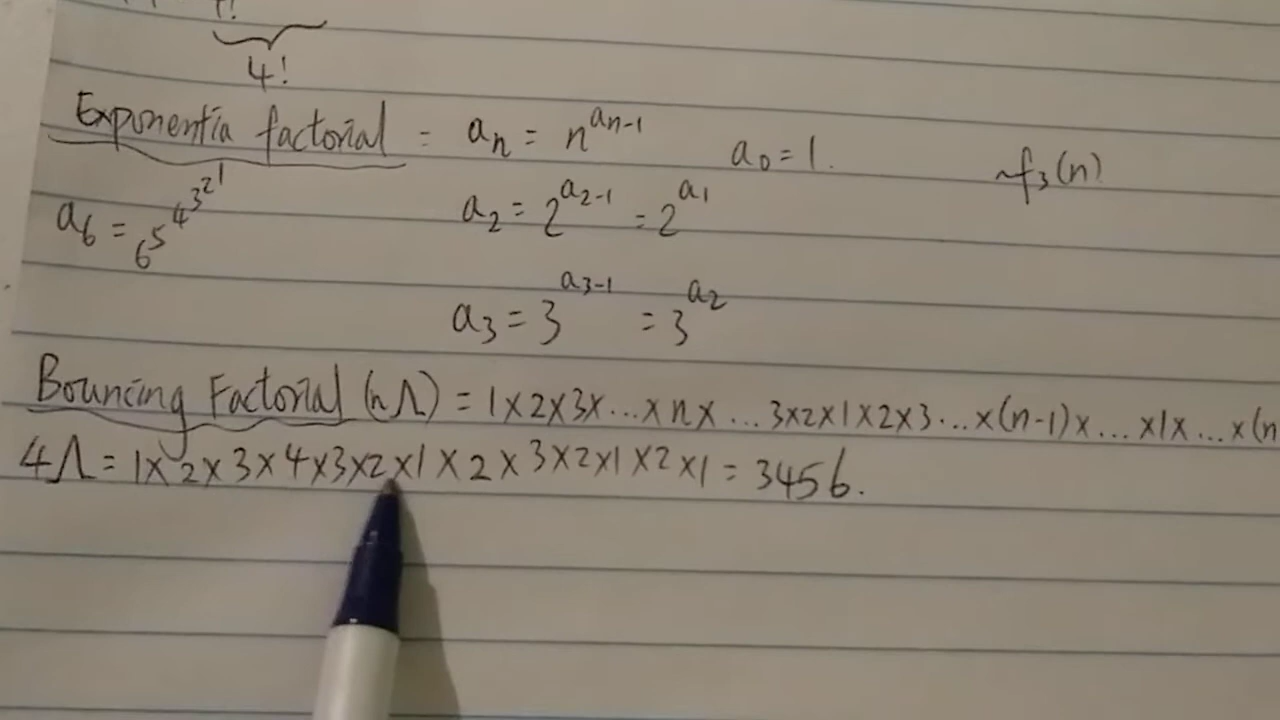 4!
Exponentia factorial = aₙ = n^(aₙ₋₁) a₀ = 1. ~f₃(n)
a₆ = 6^5^4^3^2^1 a₂ = 2^(a₂₋₁) = 2^(a₁)
a₃ = 3^(a₃₋₁) = 3^(a₂)
Bouncing Factorial (nΛ) = 1×2×3×...×n×...3×2×1×2×3...×(n-1)×...×1×...×(n
4Λ = 1×2×3×4×3×2×1×2×3×2×1×2×1 = 3456.